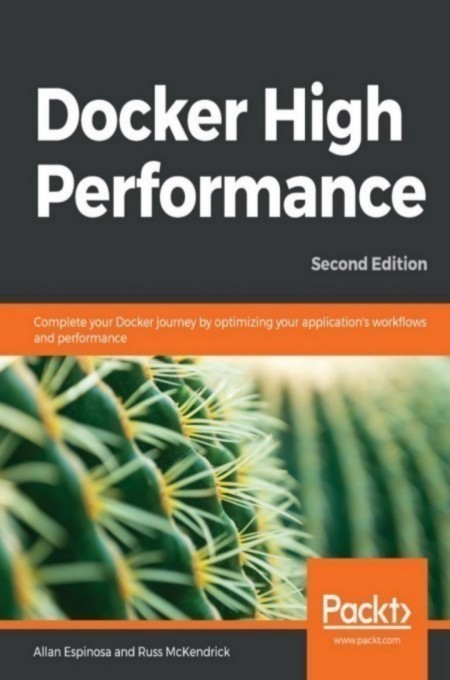 Docker High
Performance
Second Edition
Complete your Docker journey by optimizing your application's workflows
and performance
Packt>
www.packt.com
Allan Espinosa and Russ McKendrick